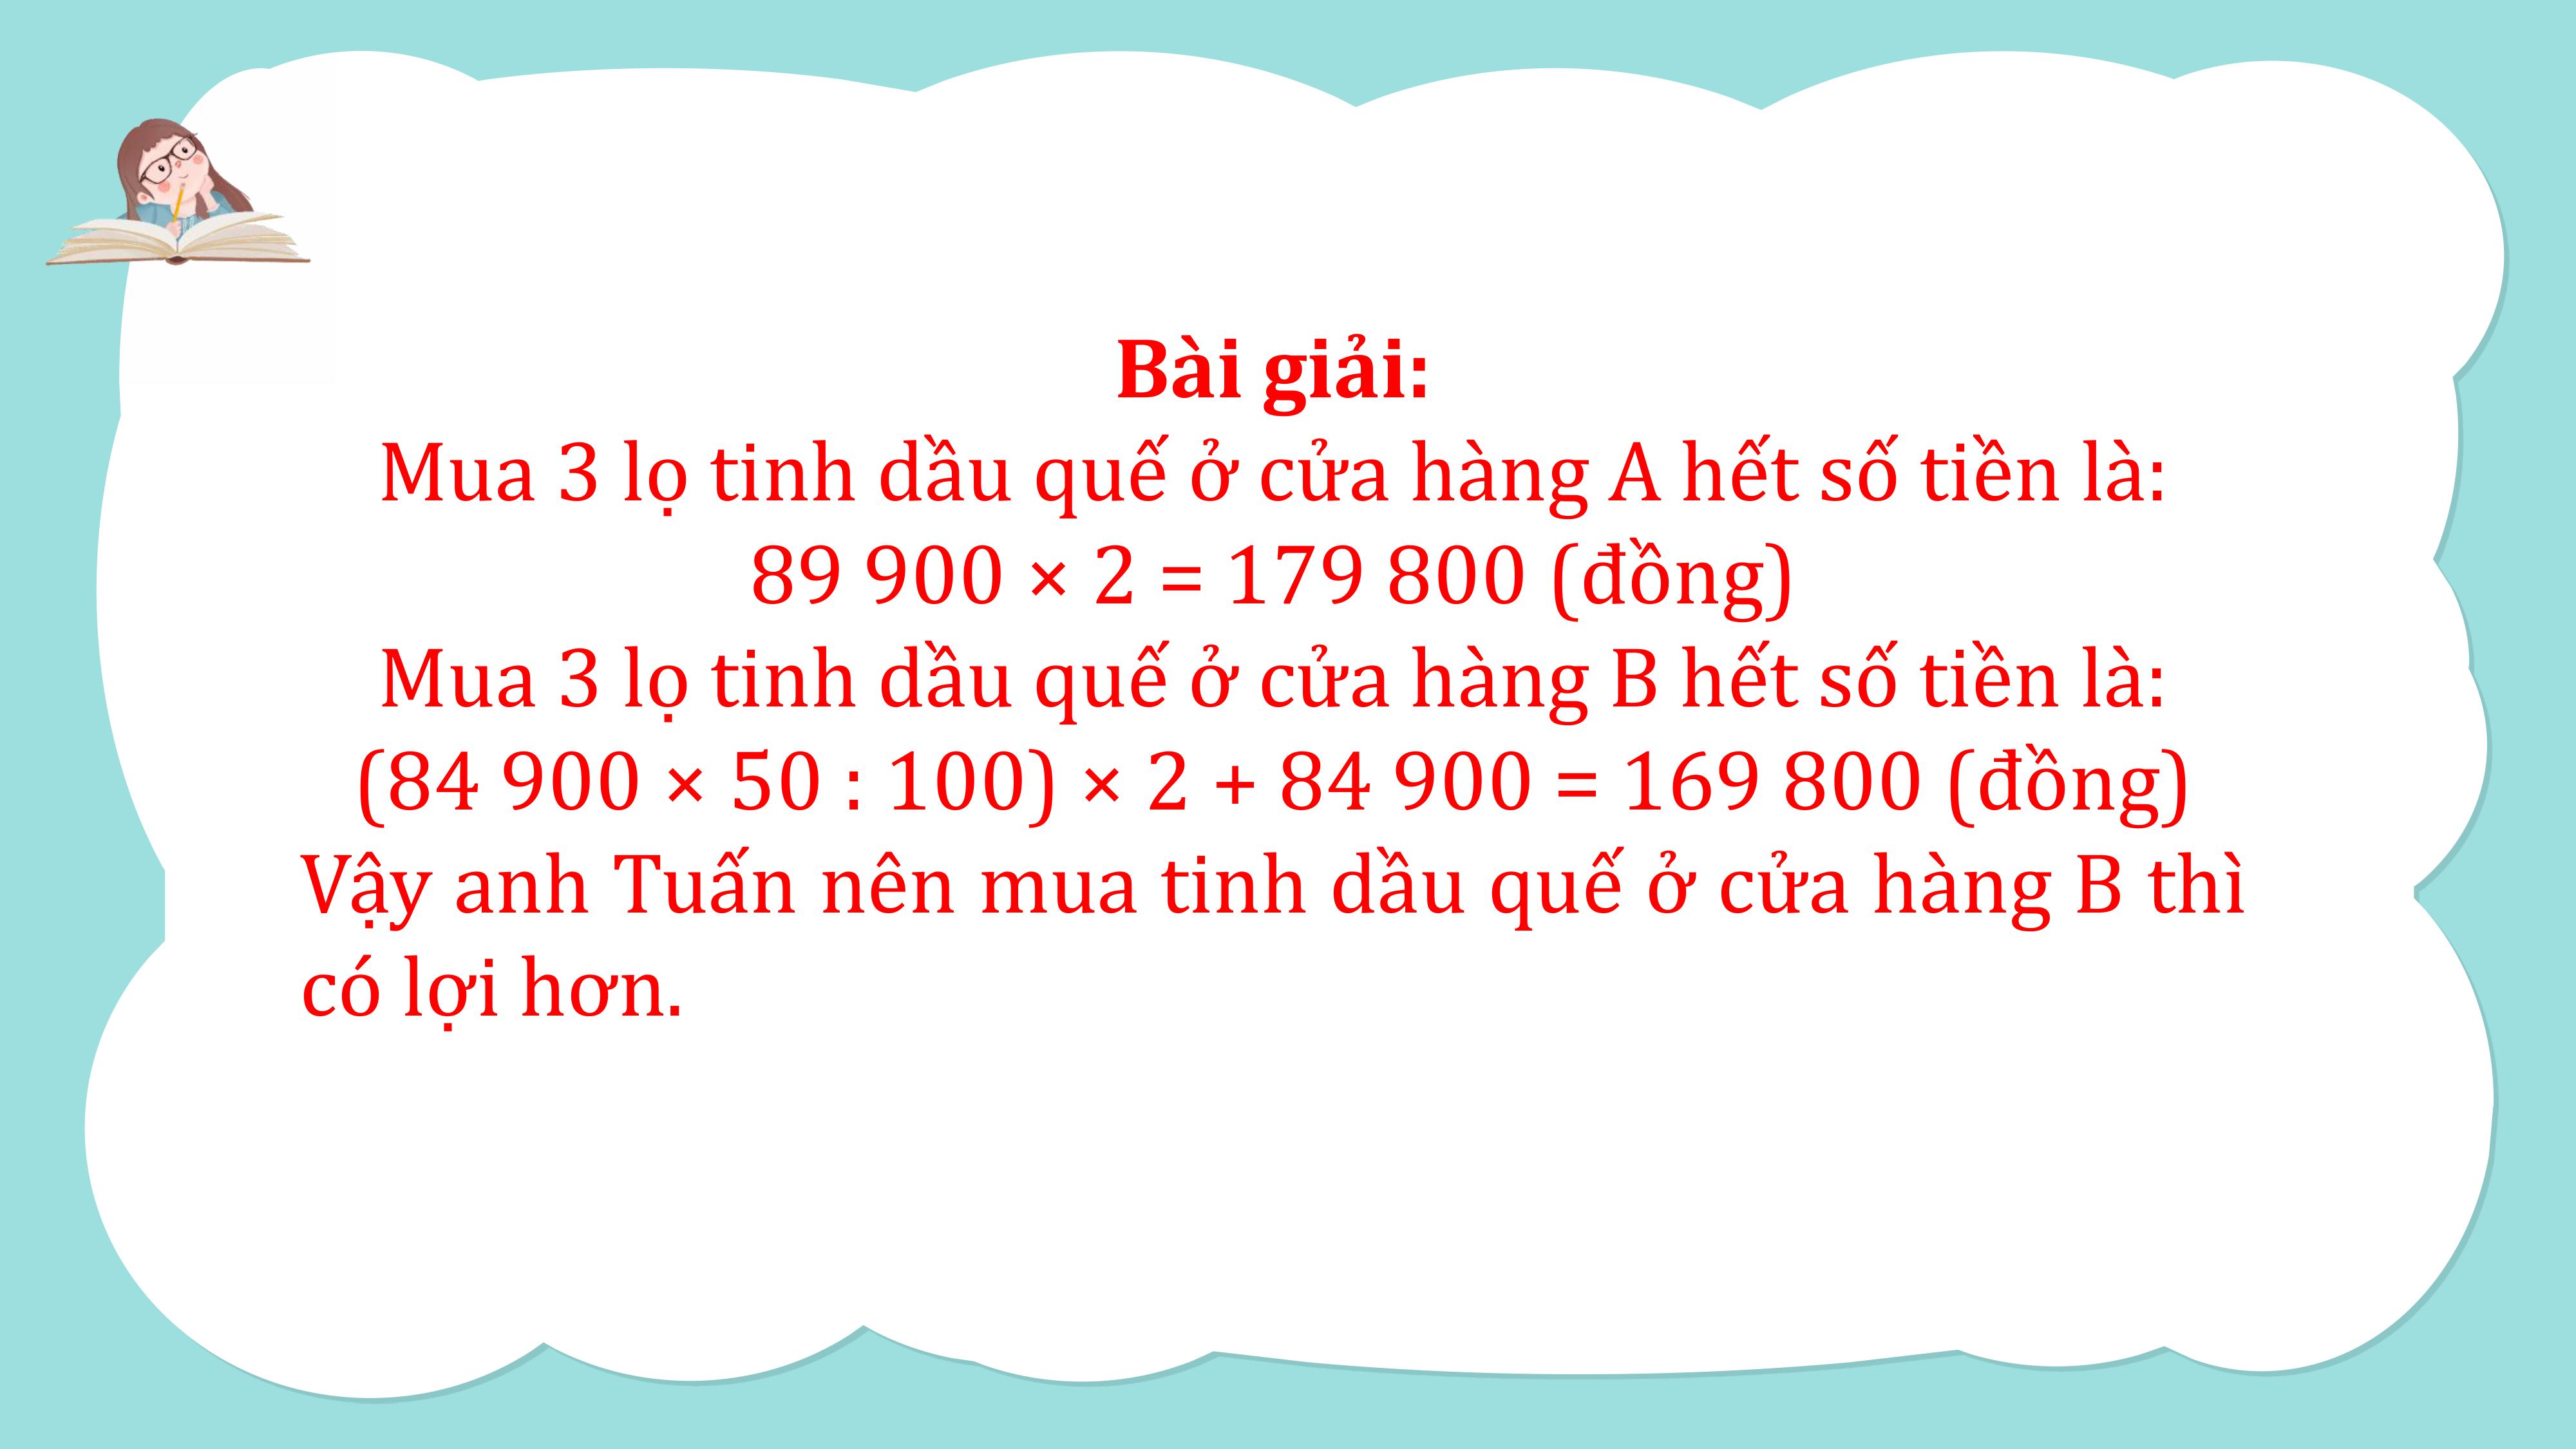 Bài giải:
Mua 3 lọ tinh dầu quế ở cửa hàng A hết số tiền là:
89 900 × 2 = 179 800 (đồng)
Mua 3 lọ tinh dầu quế ở cửa hàng B hết số tiền là:
(84 900 × 50 : 100) × 2 + 84 900 = 169 800 (đồng)
Vậy anh Tuấn nên mua tinh dầu quế ở cửa hàng B thì
có lợi hơn.